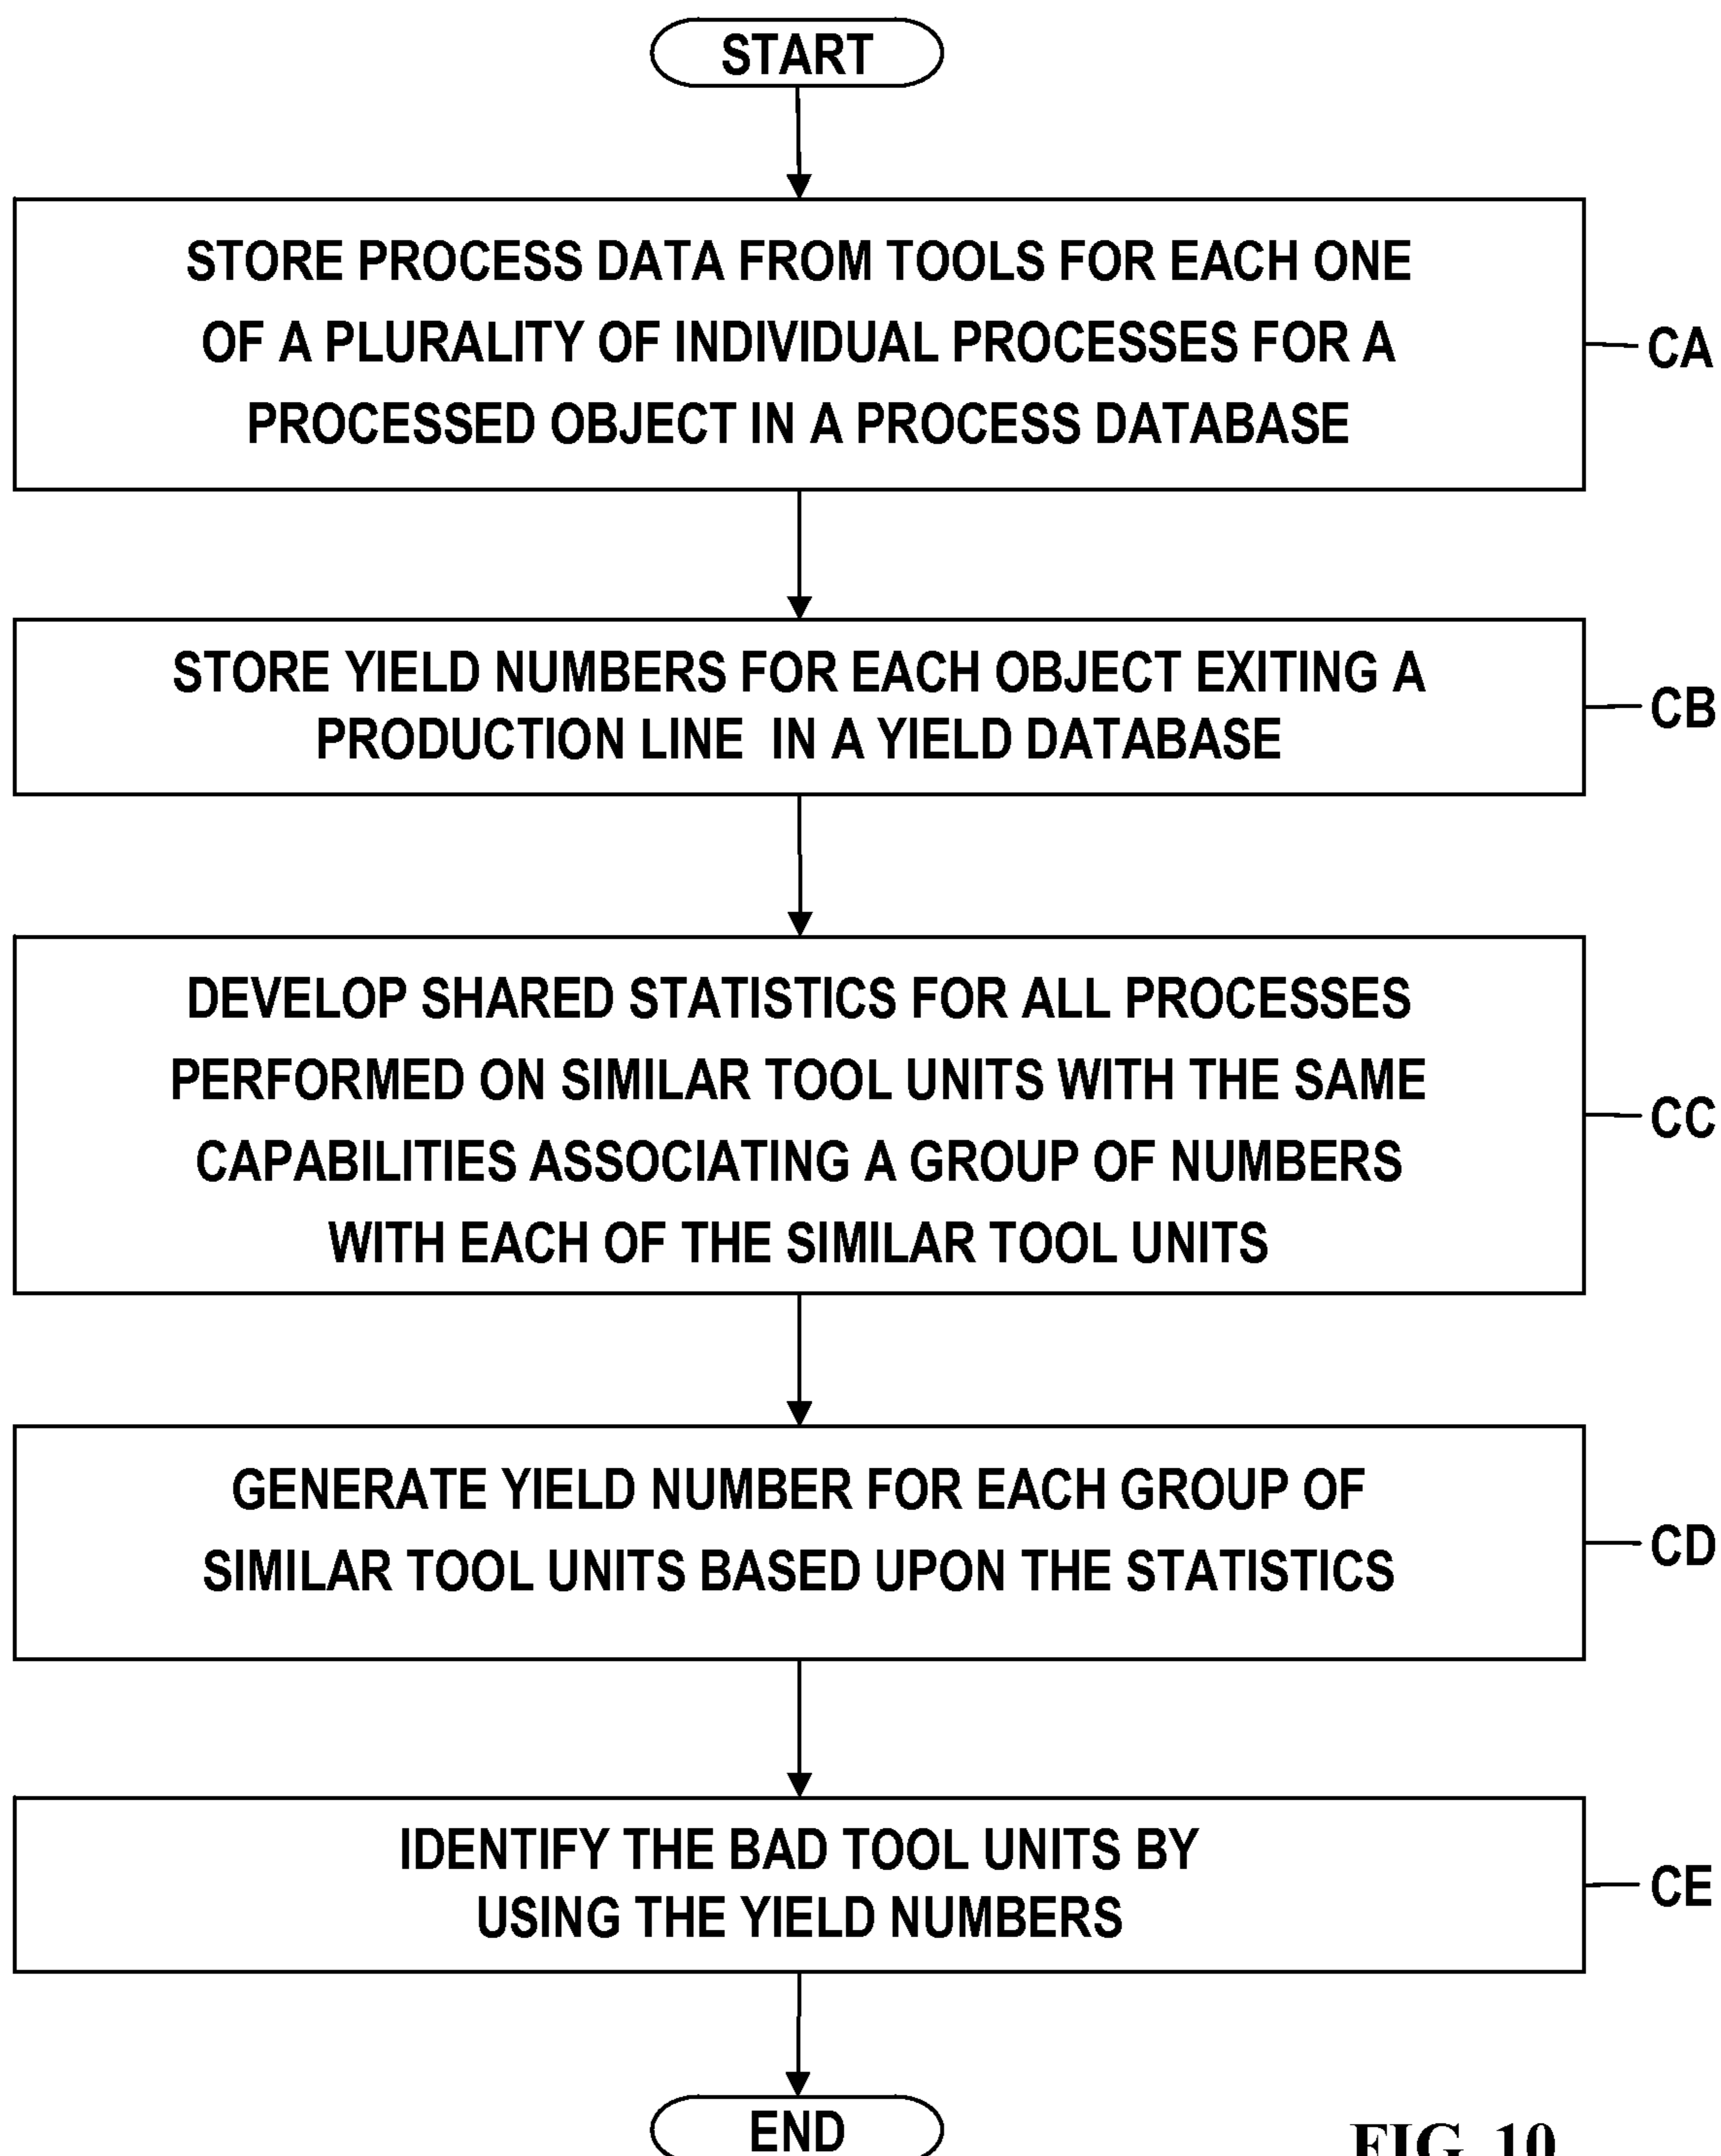 START
STORE PROCESS DATA FROM TOOLS FOR EACH ONE
OF A PLURALITY OF INDIVIDUAL PROCESSES FOR A
PROCESSED OBJECT IN A PROCESS DATABASE
CA
STORE YIELD NUMBERS FOR EACH OBJECT EXITING A
PRODUCTION LINE IN A YIELD DATABASE
CB
DEVELOP SHARED STATISTICS FOR ALL PROCESSES
PERFORMED ON SIMILAR TOOL UNITS WITH THE SAME
CAPABILITIES ASSOCIATING A GROUP OF NUMBERS
WITH EACH OF THE SIMILAR TOOL UNITS
CC
GENERATE YIELD NUMBER FOR EACH GROUP OF
SIMILAR TOOL UNITS BASED UPON THE STATISTICS
CD
IDENTIFY THE BAD TOOL UNITS BY
USING THE YIELD NUMBERS
CE
END
FIG. 10